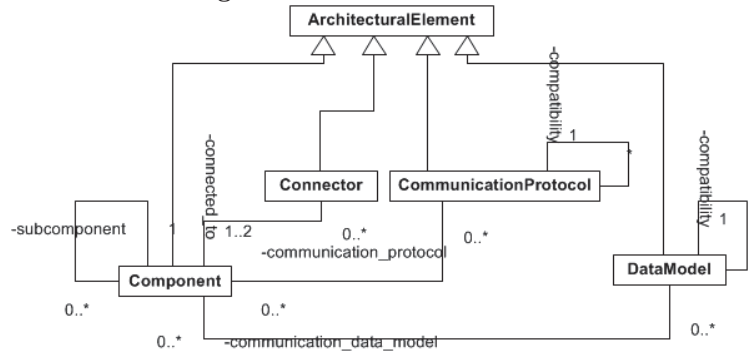 ArchitecturalElement
-compatibility
1
*
-connected_to
-compatibility
Connector
CommunicationProtocol
-subcomponent
1
1..2
0..*
0..*
1
-communication_protocol
Component
DataModel
0..*
0..*
0..*
-communication_data_model
0..*